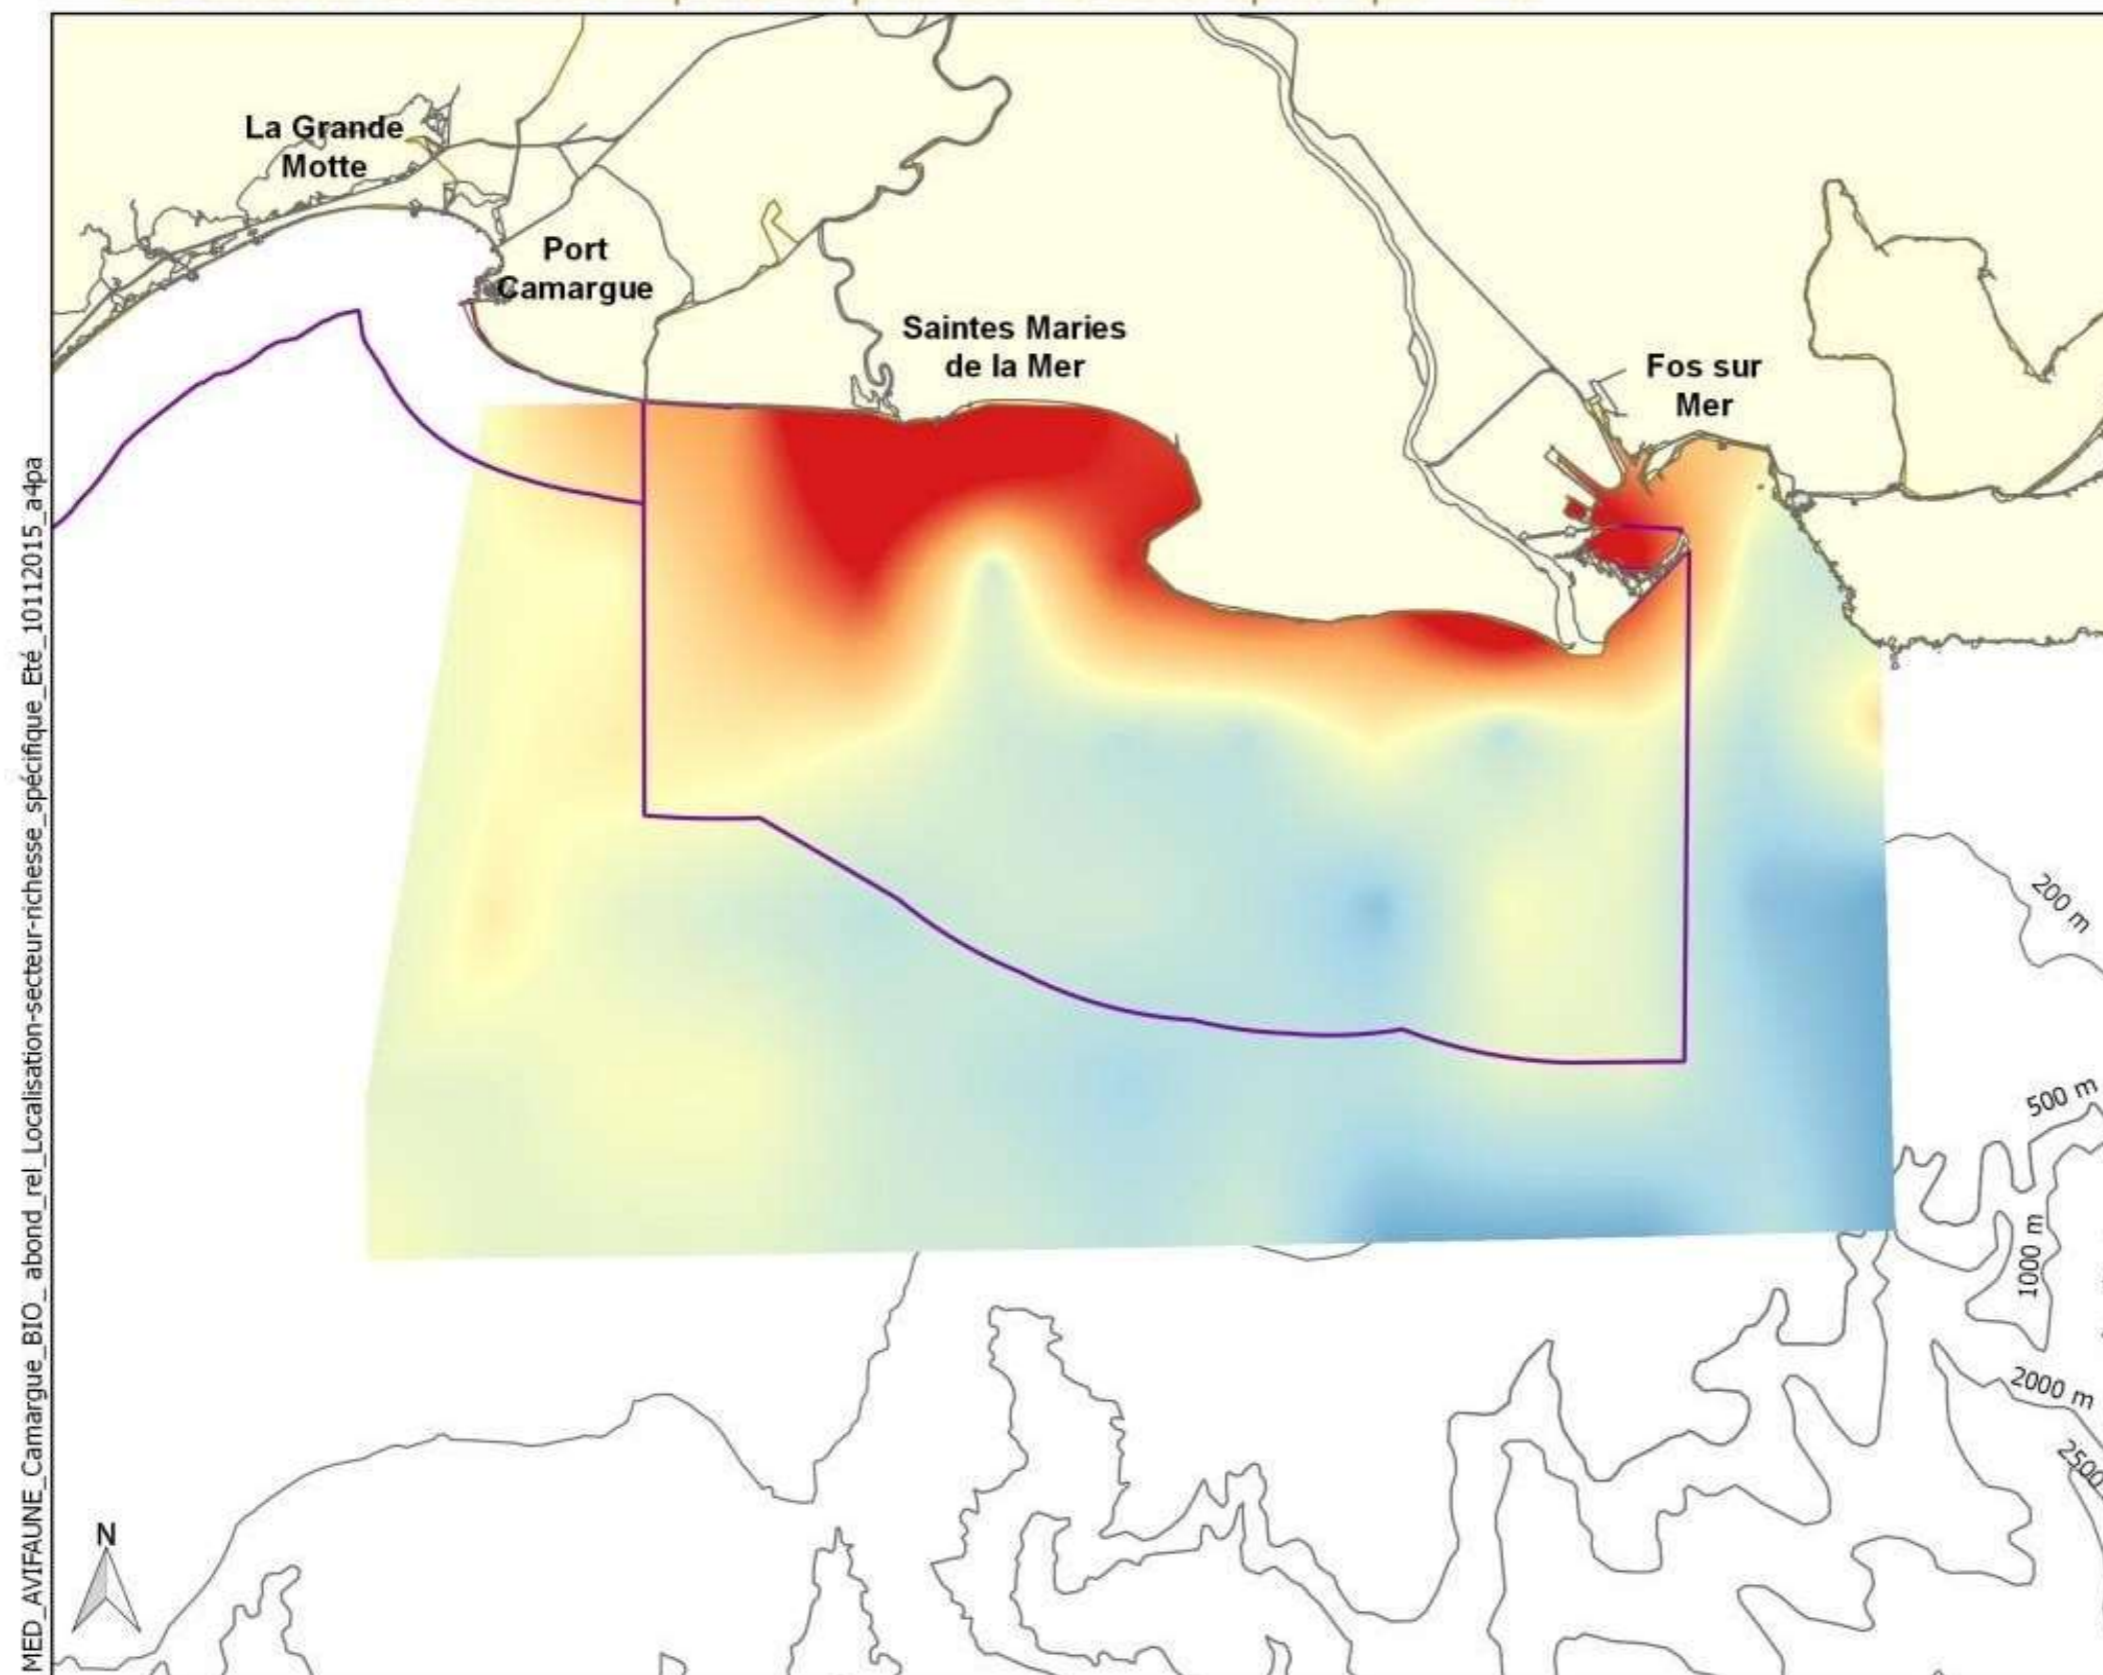 La Grande
Motte
Port
Camargue
Saintes Maries
de la Mer
Fos sur
Mer
200 m
500 m
1000 m
2000 m
2500
N
MED_AVIFAUNE_Camargue_BIO_ abond_rel_Localisation-secteur-richesse_spécifique_Eté_10112015_a4pa